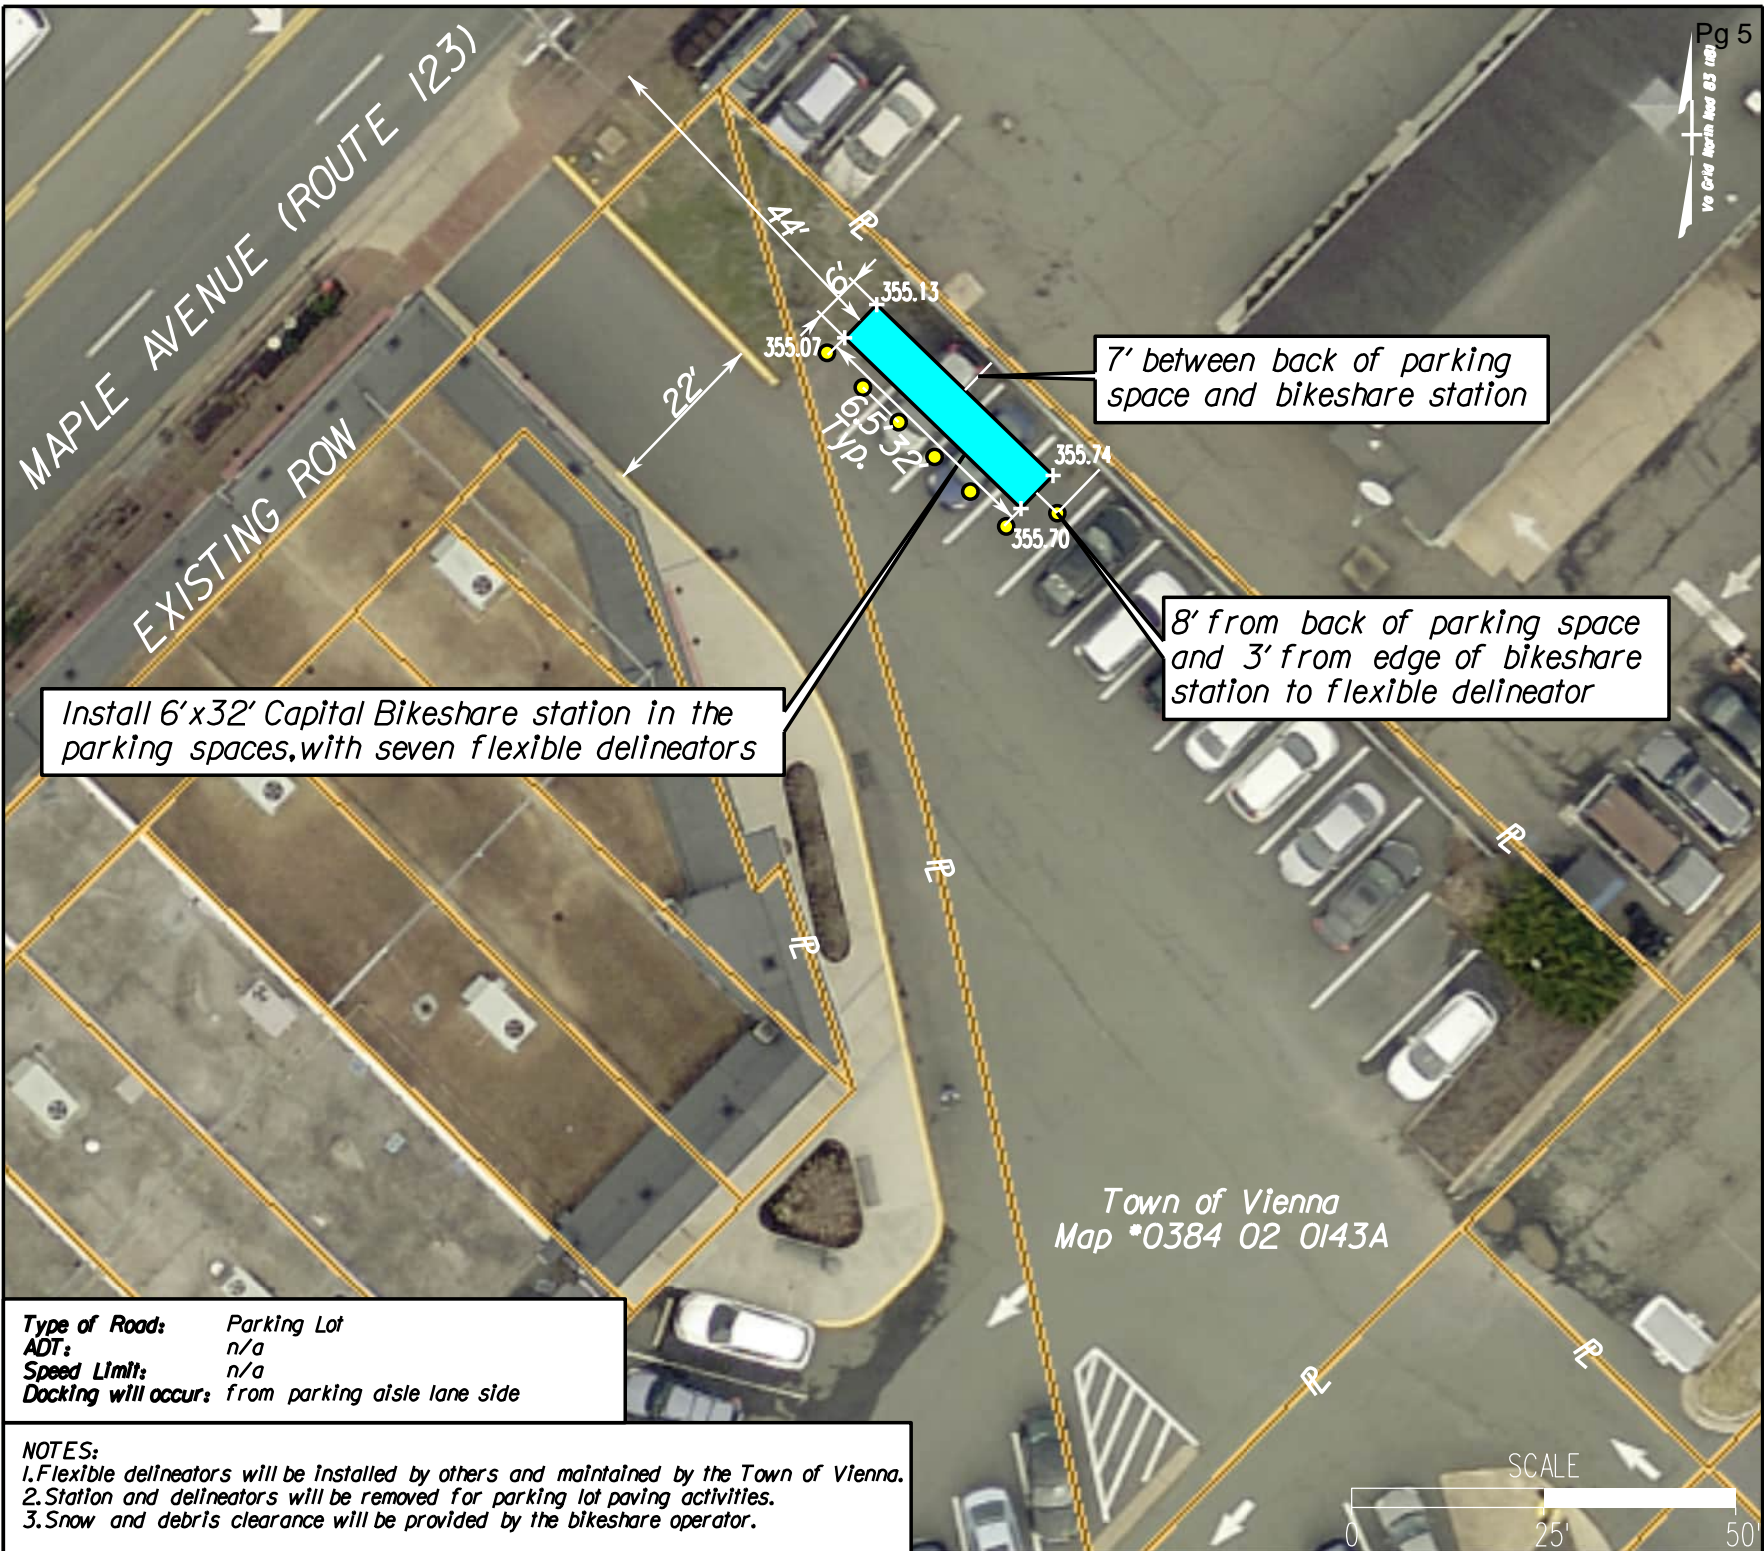 Pg 5
Va Grid North Nad 83
MAPLE AVENUE (ROUTE 123)
44'
6'
℄
355.13
355.07
22'
6.5'
Typ.
32'
7' between back of parking
space and bikeshare station
355.74
355.70
EXISTING ROW
8' from back of parking space
and 3' from edge of bikeshare
station to flexible delineator
Install 6'x32' Capital Bikeshare station in the
parking spaces, with seven flexible delineators
Town of Vienna
Map #0384 02 0143A
Type of Road: Parking Lot
ADT: n/a
Speed Limit: n/a
Docking will occur: from parking aisle lane side
NOTES:
1. Flexible delineators will be installed by others and maintained by the Town of Vienna.
2. Station and delineators will be removed for parking lot paving activities.
3. Snow and debris clearance will be provided by the bikeshare operator.
SCALE
0 25' 50'